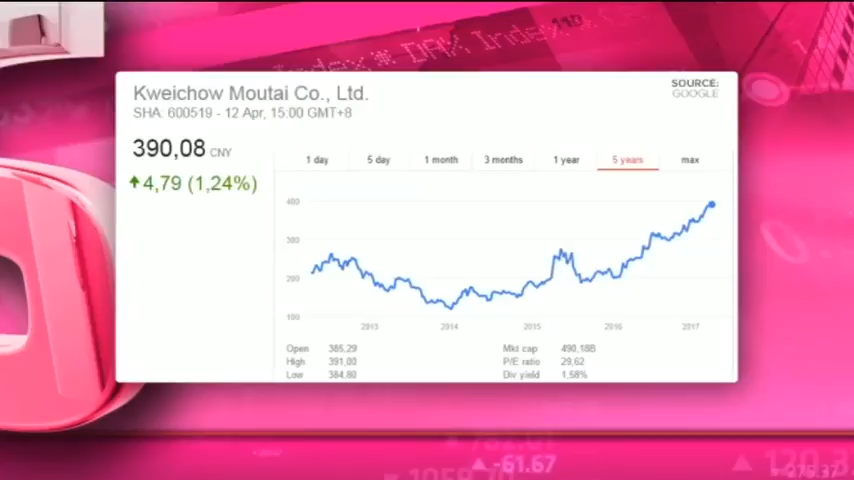 Index * DAX Index *
Kweichow Moutai Co., Ltd.
SHA: 600519 - 12 Apr, 15:00 GMT+8
SOURCE:
GOOGLE
390,08 CNY
4,79 (1,24%)
1 day 5 day 1 month 3 months 1 year 5 years max
400
300
200
100
2013 2014 2015 2016 2017
Open 385,29
High 391,00
Low 384,80
Mkt cap 490,18B
P/E ratio 29,62
Div yield 1,58%
-61.67